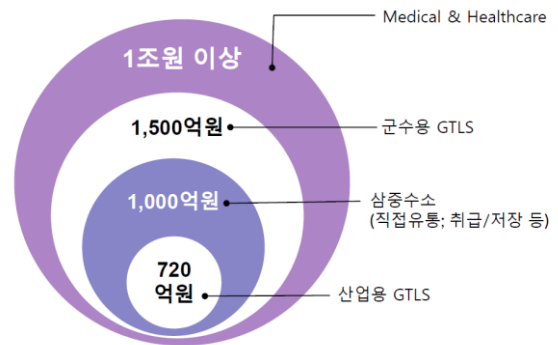 Medical & Healthcare
1조원 이상
1,500억원
군수용 GTLS
1,000억원
삼중수소
(직접유통; 취급/저장 등)
720
억원
산업용 GTLS